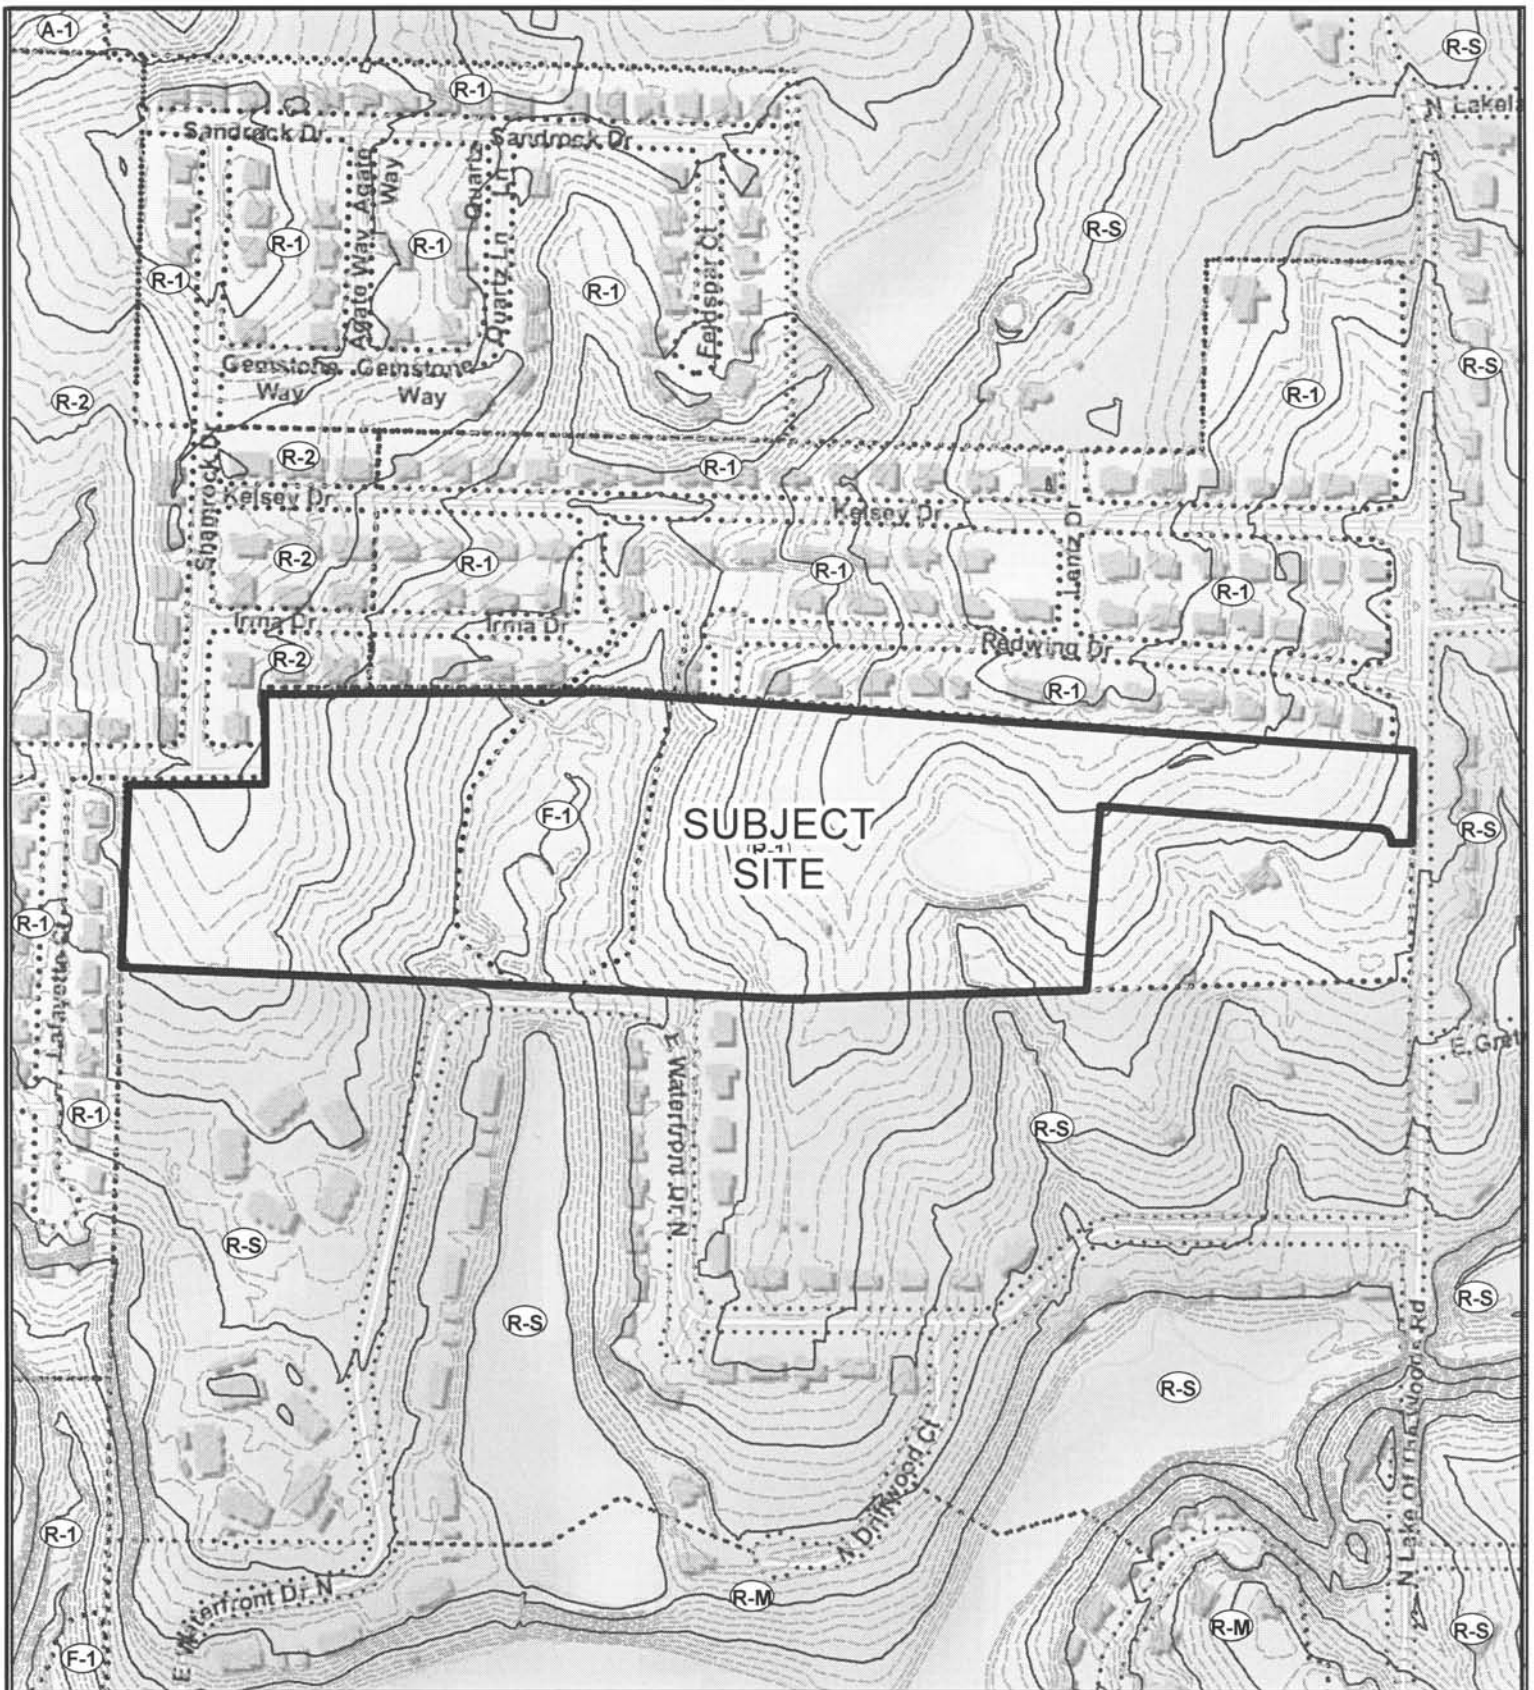 A-1
R-S
R-1
N Lakela
Sandrock Dr
Sandrock Dr
Agate Way
Agate Way
Quartz Ln
Quartz Ln
Feldspar Ct
R-1
R-1
R-1
R-1
R-S
R-S
R-1
Gemstone Way
Gemstone Way
R-2
Shamrock D
R-2
R-1
Kelsey Dr
Kelsey Dr
Lantz Dr
R-2
R-1
R-1
R-1
Irma Dr
Irma Dr
Redwing Dr
R-2
R-1
F-1
SUBJECT
(R-1)
SITE
R-S
R-1
Lafayette
E Waterfront Dr N
E Gret
R-1
R-S
R-S
R-S
R-S
R-S
N Lake Of The Woods Rd
N Driftwood Ct
R-1
E Waterfront Dr N
R-M
R-M
R-S
F-1